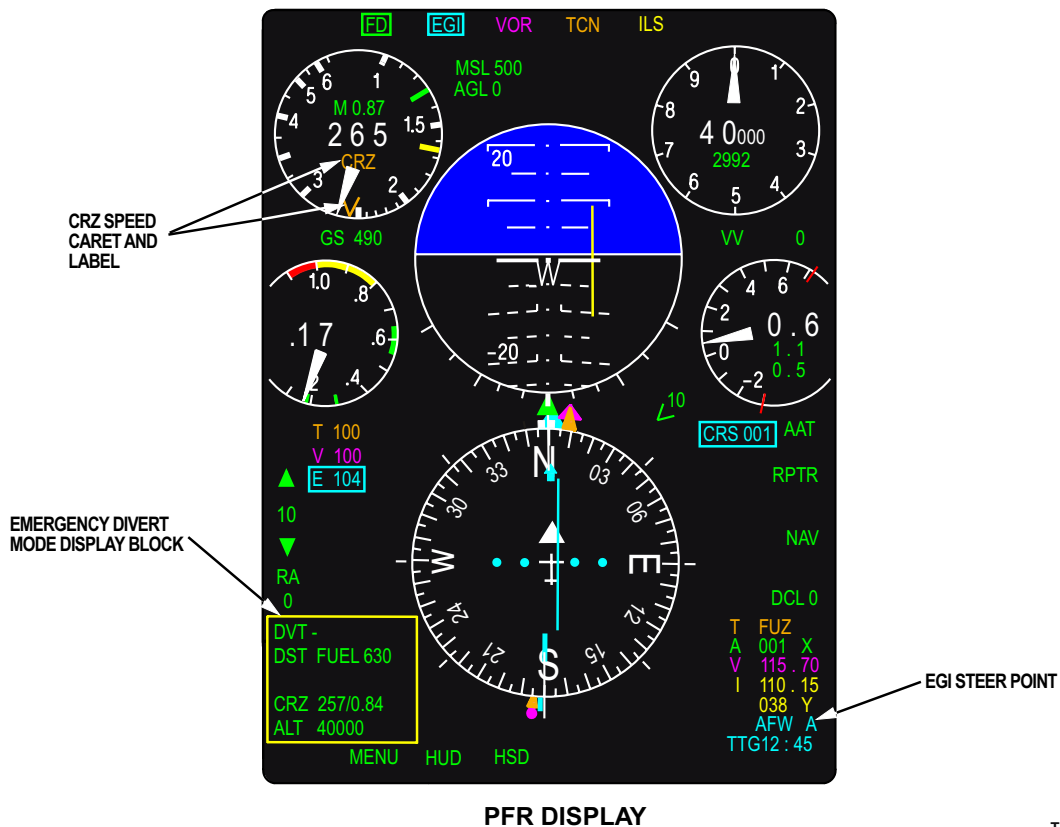 FD EGI VOR TCN ILS
MSL 500
AGL 0
6
5
4
3
2
1.5
1
M 0.87
265
CRZ
GS 490
CRZ SPEED
CARET AND
LABEL
20
-20
0
1
2
3
4
5
6
7
8
9
40000
2992
VV 0
1.0
.8
.6
.4
.2
.17
6
4
2
0
-2
0.6
1.1
0.5
10
CRS 001
AAT
T 100
V 100
E 104
10
RA
0
RPTR
NAV
DCL 0
N
03
06
E
12
15
S
21
24
W
30
33
EMERGENCY DIVERT
MODE DISPLAY BLOCK
DVT -
DST FUEL 630
CRZ 257/0.84
ALT 40000
T FUZ
A 001 X
V 115.70
I 110.15
038 Y
AFW A
TTG12:45
EGI STEER POINT
MENU HUD HSD
PFR DISPLAY